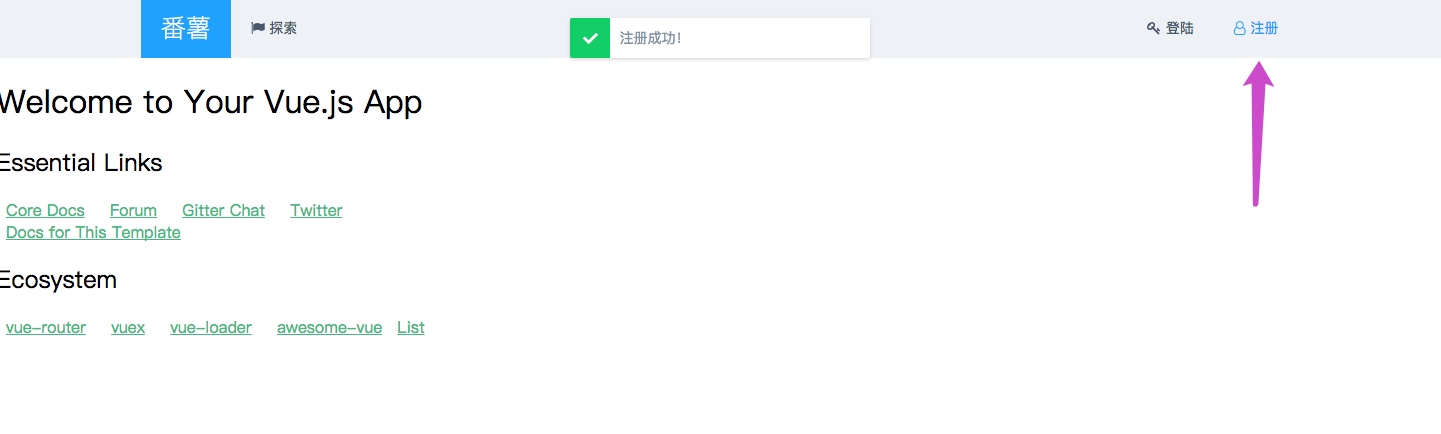 番薯 探索 注册成功! 登陆 注册
Welcome to Your Vue.js App
Essential Links
Core Docs Forum Gitter Chat Twitter
Docs for This Template
Ecosystem
vue-router vuex vue-loader awesome-vue List